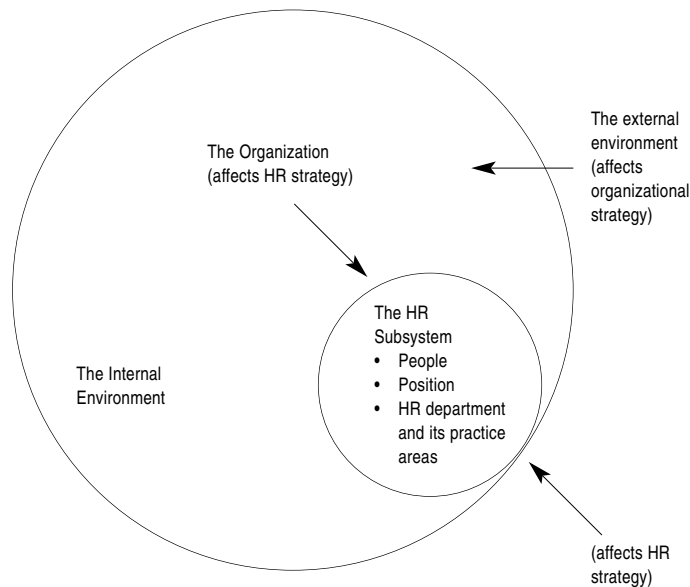 The external
environment
(affects
organizational
strategy)
The Organization
(affects HR strategy)
The HR
Subsystem
• People
• Position
• HR department
and its practice
areas
The Internal
Environment
(affects HR
strategy)